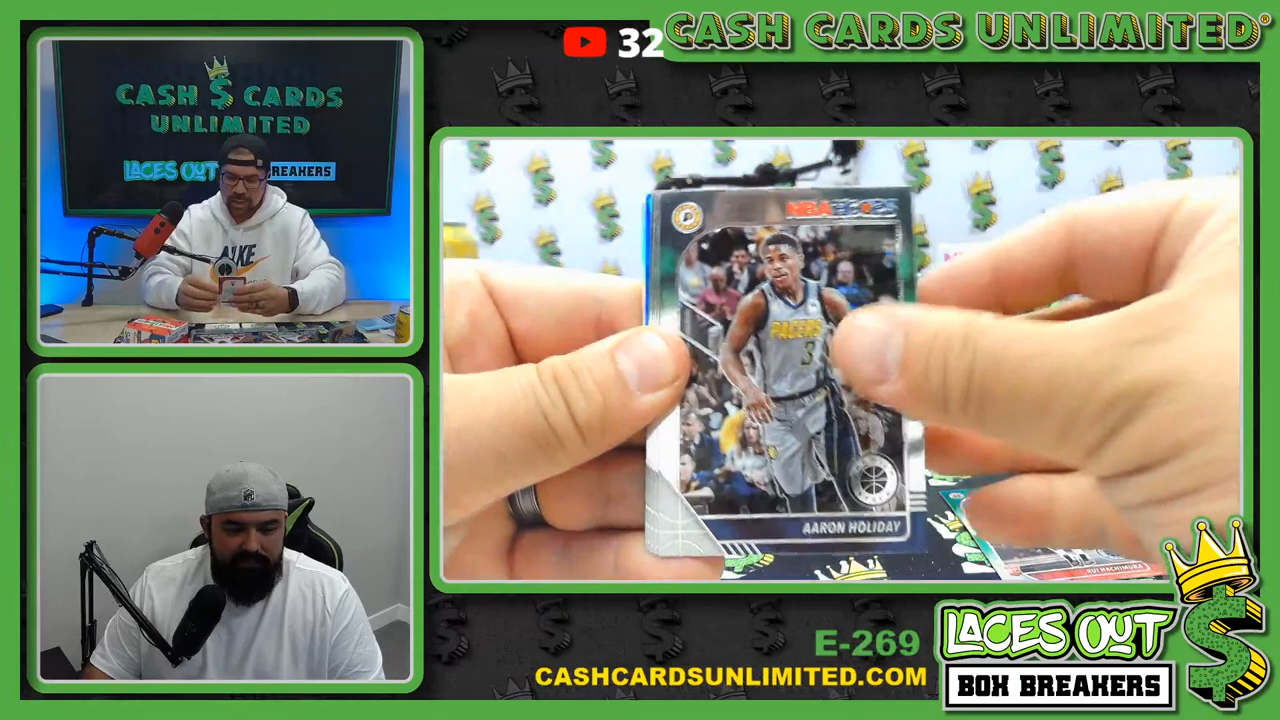 32
CASH CARDS UNLIMITED®
CASH $ CARDS
UNLIMITED
LACES OUT
BREAKERS
NIKE
NBA HOOPS
PACERS
3
AARON HOLIDAY
RUI HACHIMURA
E-269
CASHCARDSUNLIMITED.COM
LACES OUT
BOX BREAKERS